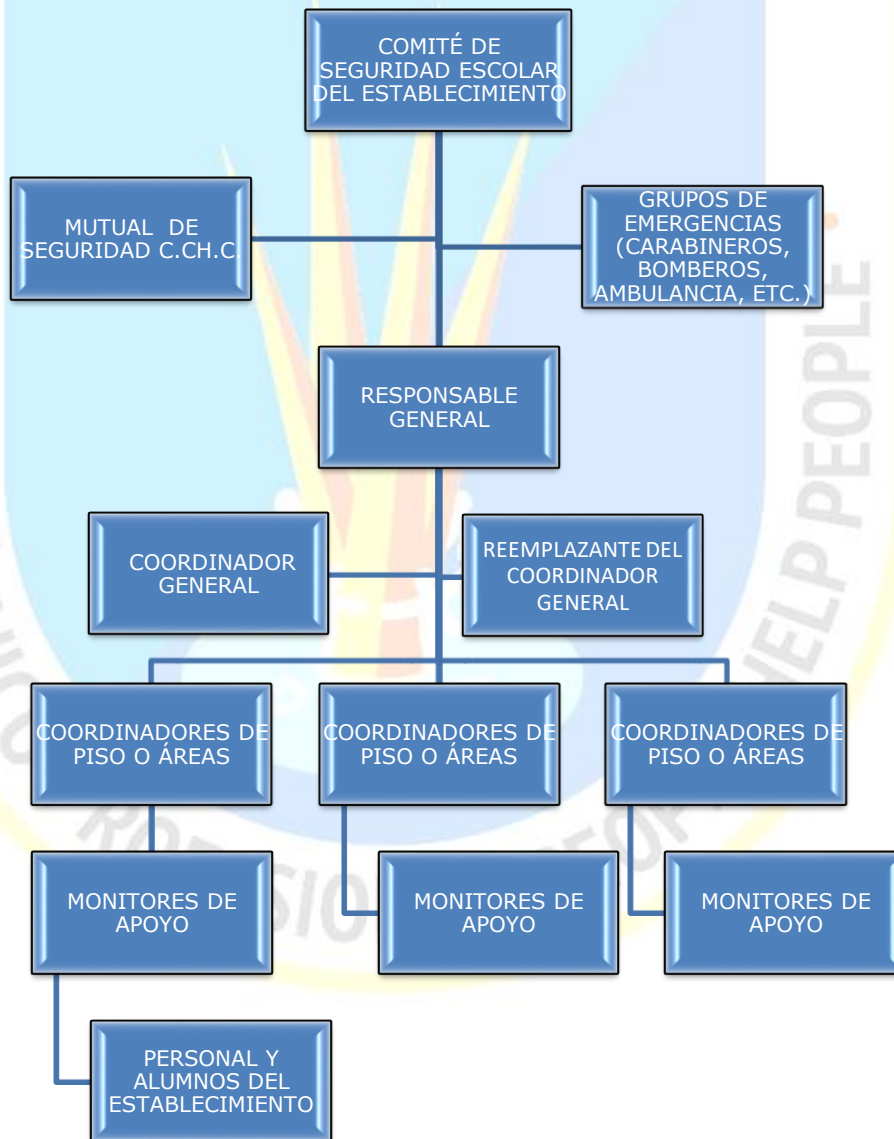 COMITÉ DE
SEGURIDAD ESCOLAR
DEL ESTABLECIMIENTO
MUTUAL DE
SEGURIDAD C.CH.C.
GRUPOS DE
EMERGENCIAS
(CARABINEROS,
BOMBEROS,
AMBULANCIA, ETC.)
RESPONSABLE
GENERAL
COORDINADOR
GENERAL
REEMPLAZANTE DEL
COORDINADOR
GENERAL
COORDINADORES DE
PISO O ÁREAS
COORDINADORES DE
PISO O ÁREAS
COORDINADORES DE
PISO O ÁREAS
MONITORES DE
APOYO
MONITORES DE
APOYO
MONITORES DE
APOYO
PERSONAL Y
ALUMNOS DEL
ESTABLECIMIENTO
HELP PEOPLE